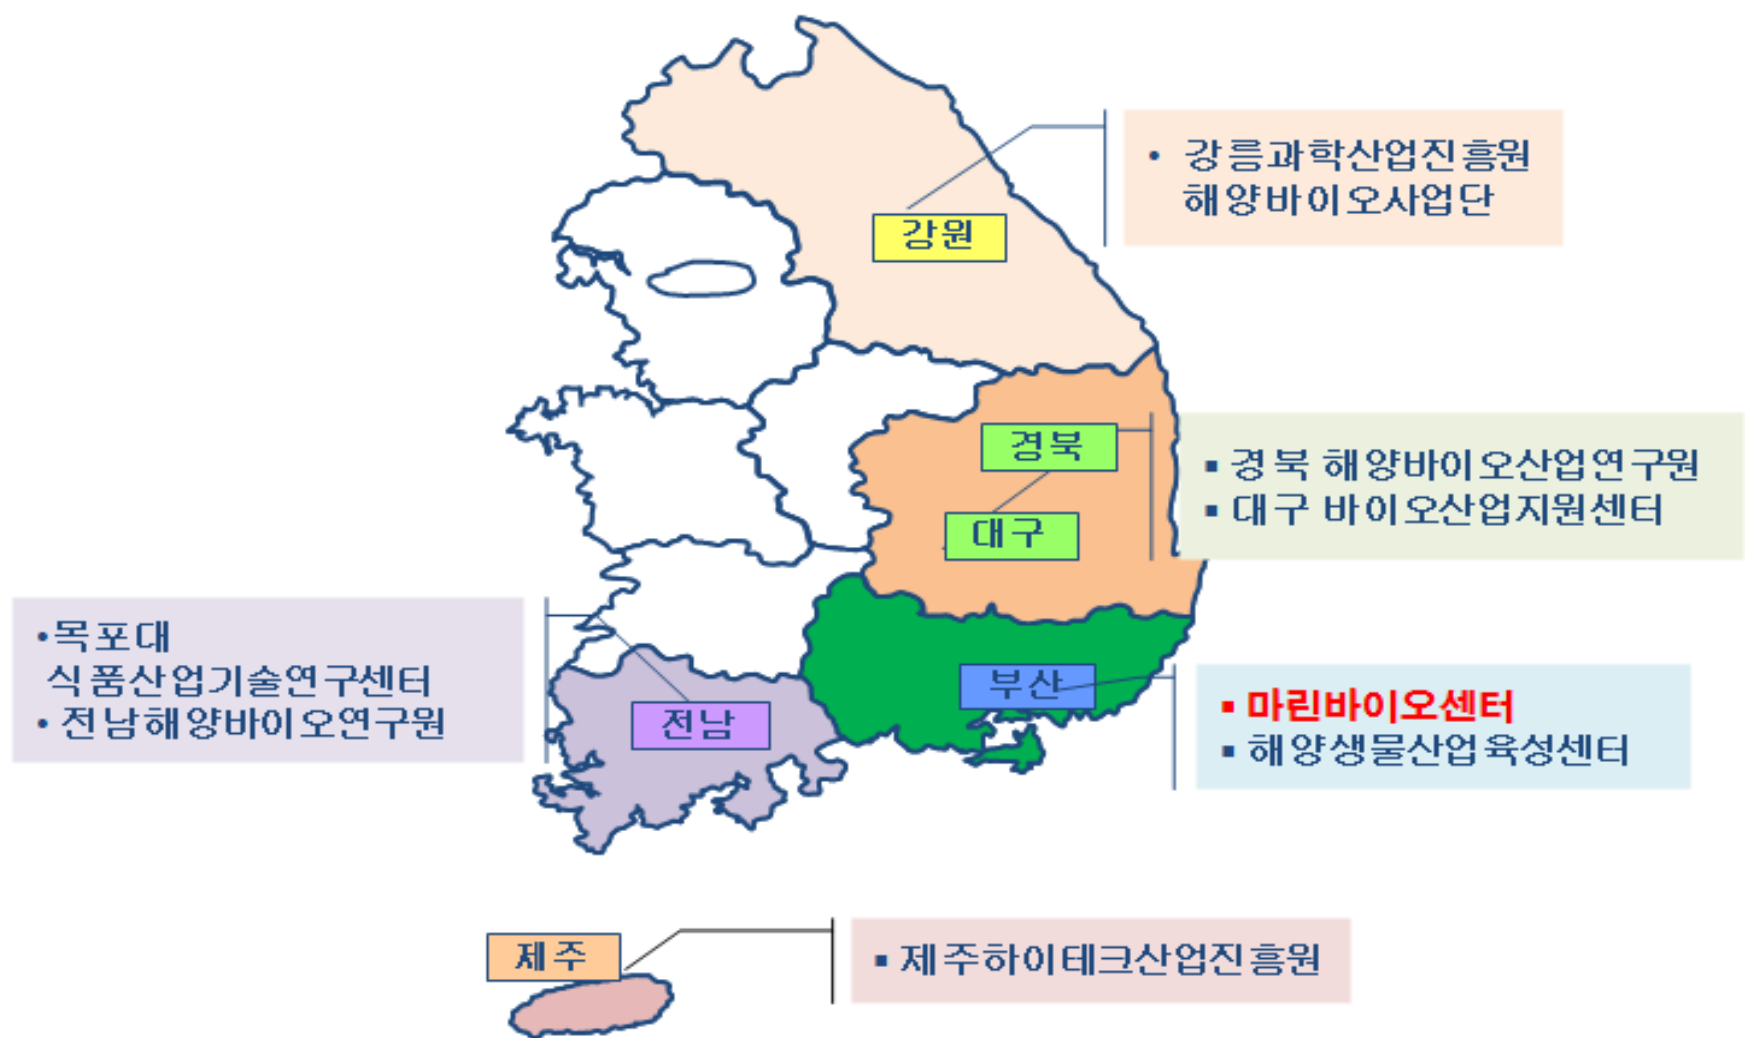 • 강릉과학산업진흥원
해양바이오사업단
강원
경북
▪ 경북 해양바이오산업연구원
▪ 대구 바이오산업지원센터
대구
•목포대
식품산업기술연구센터
• 전남해양바이오연구원
전남
부산
▪ 마린바이오센터
▪ 해양생물산업육성센터
제주
▪ 제주하이테크산업진흥원